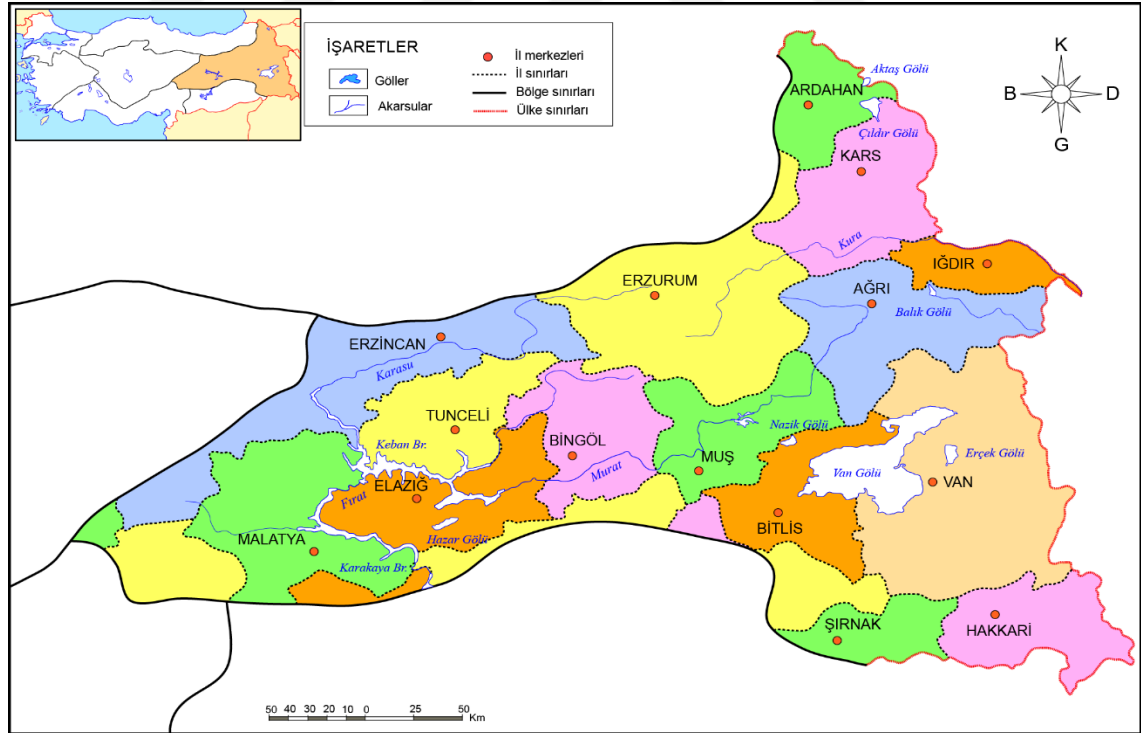 İŞARETLER
Göller
Akarsular
İl merkezleri
İl sınırları
Bölge sınırları
Ülke sınırları
K
B
D
G
Aktaş Gölü
ARDAHAN
Çıldır Gölü
KARS
Kura
IĞDIR
ERZURUM
AĞRI
Balık Gölü
ERZİNCAN
Karasu
TUNCELİ
Nazik Gölü
BİNGÖL
Keban Br.
MUŞ
Erçek Gölü
Murat
Van Gölü
VAN
Fırat
ELAZIĞ
BİTLİS
MALATYA
Hazar Gölü
Karakaya Br.
ŞIRNAK
HAKKARİ
50 40 30 20 10 0 50 Km